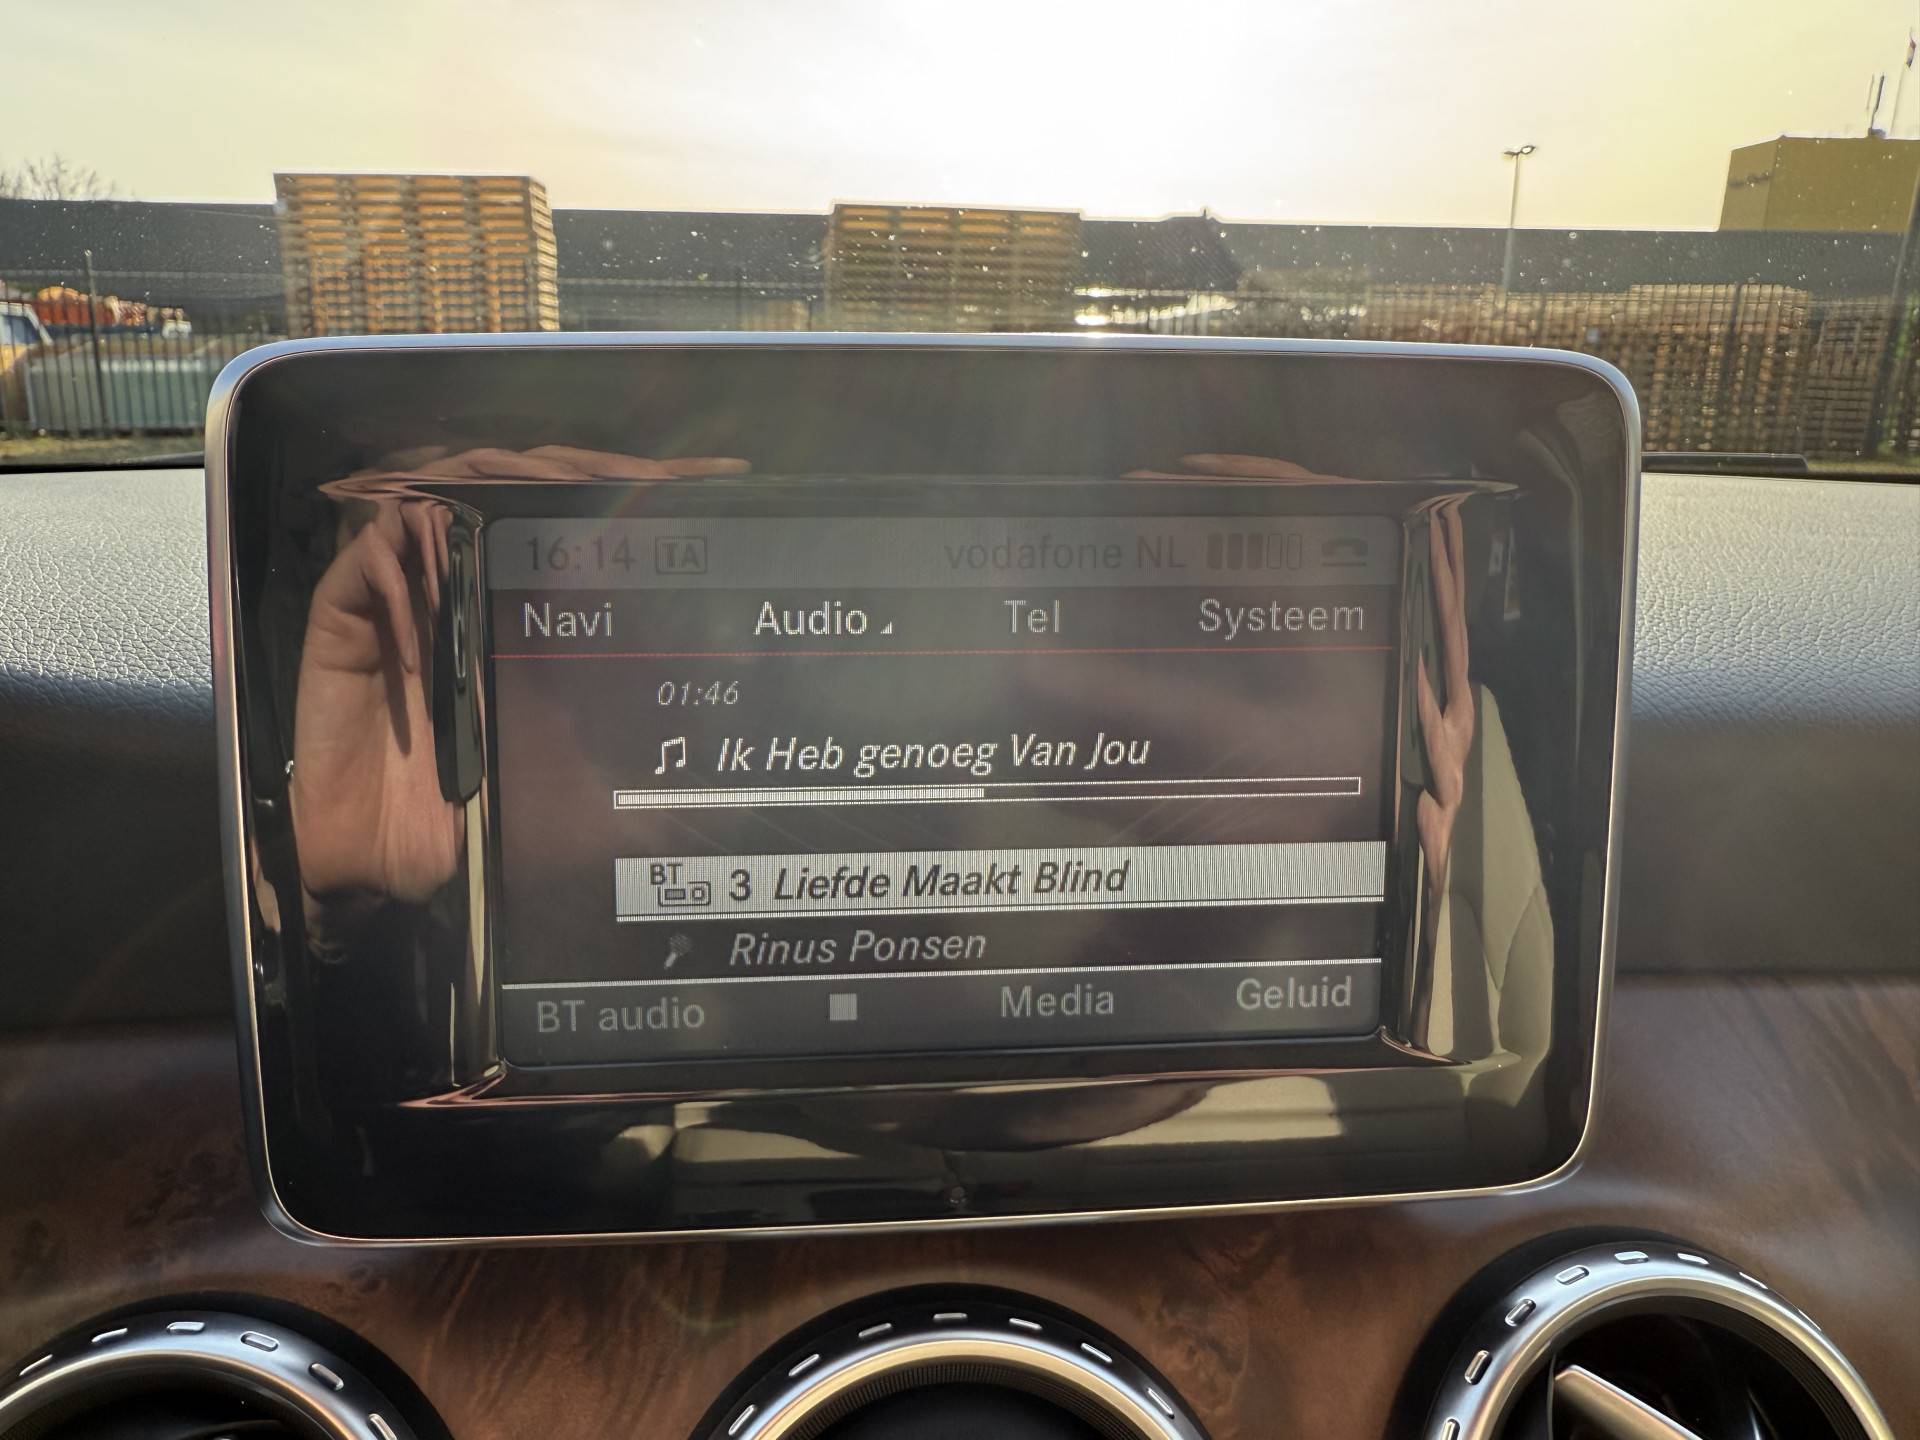 16:14 TA vodafone NL
Navi Audio Tel Systeem
01:46
Ik Heb genoeg Van Jou
BT 3 Liefde Maakt Blind
Rinus Ponsen
BT audio Media Geluid